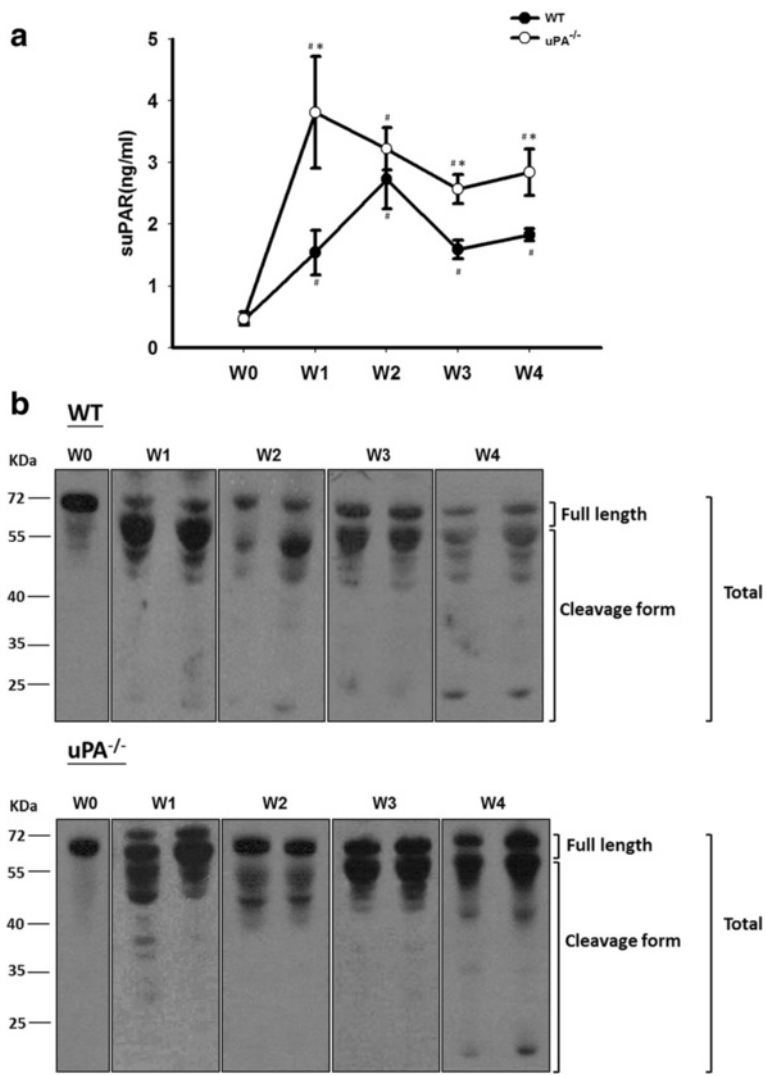 a
WT
uPA-/-
5
4
3
2
1
0
suPAR(ng/ml)
# *
#
# *
# *
#
#
#
#
W0 W1 W2 W3 W4
b
WT
KDa W0 W1 W2 W3 W4
72
55
40
35
25
Full length
Cleavage form
Total
uPA-/-
KDa W0 W1 W2 W3 W4
72
55
40
35
25
Full length
Cleavage form
Total